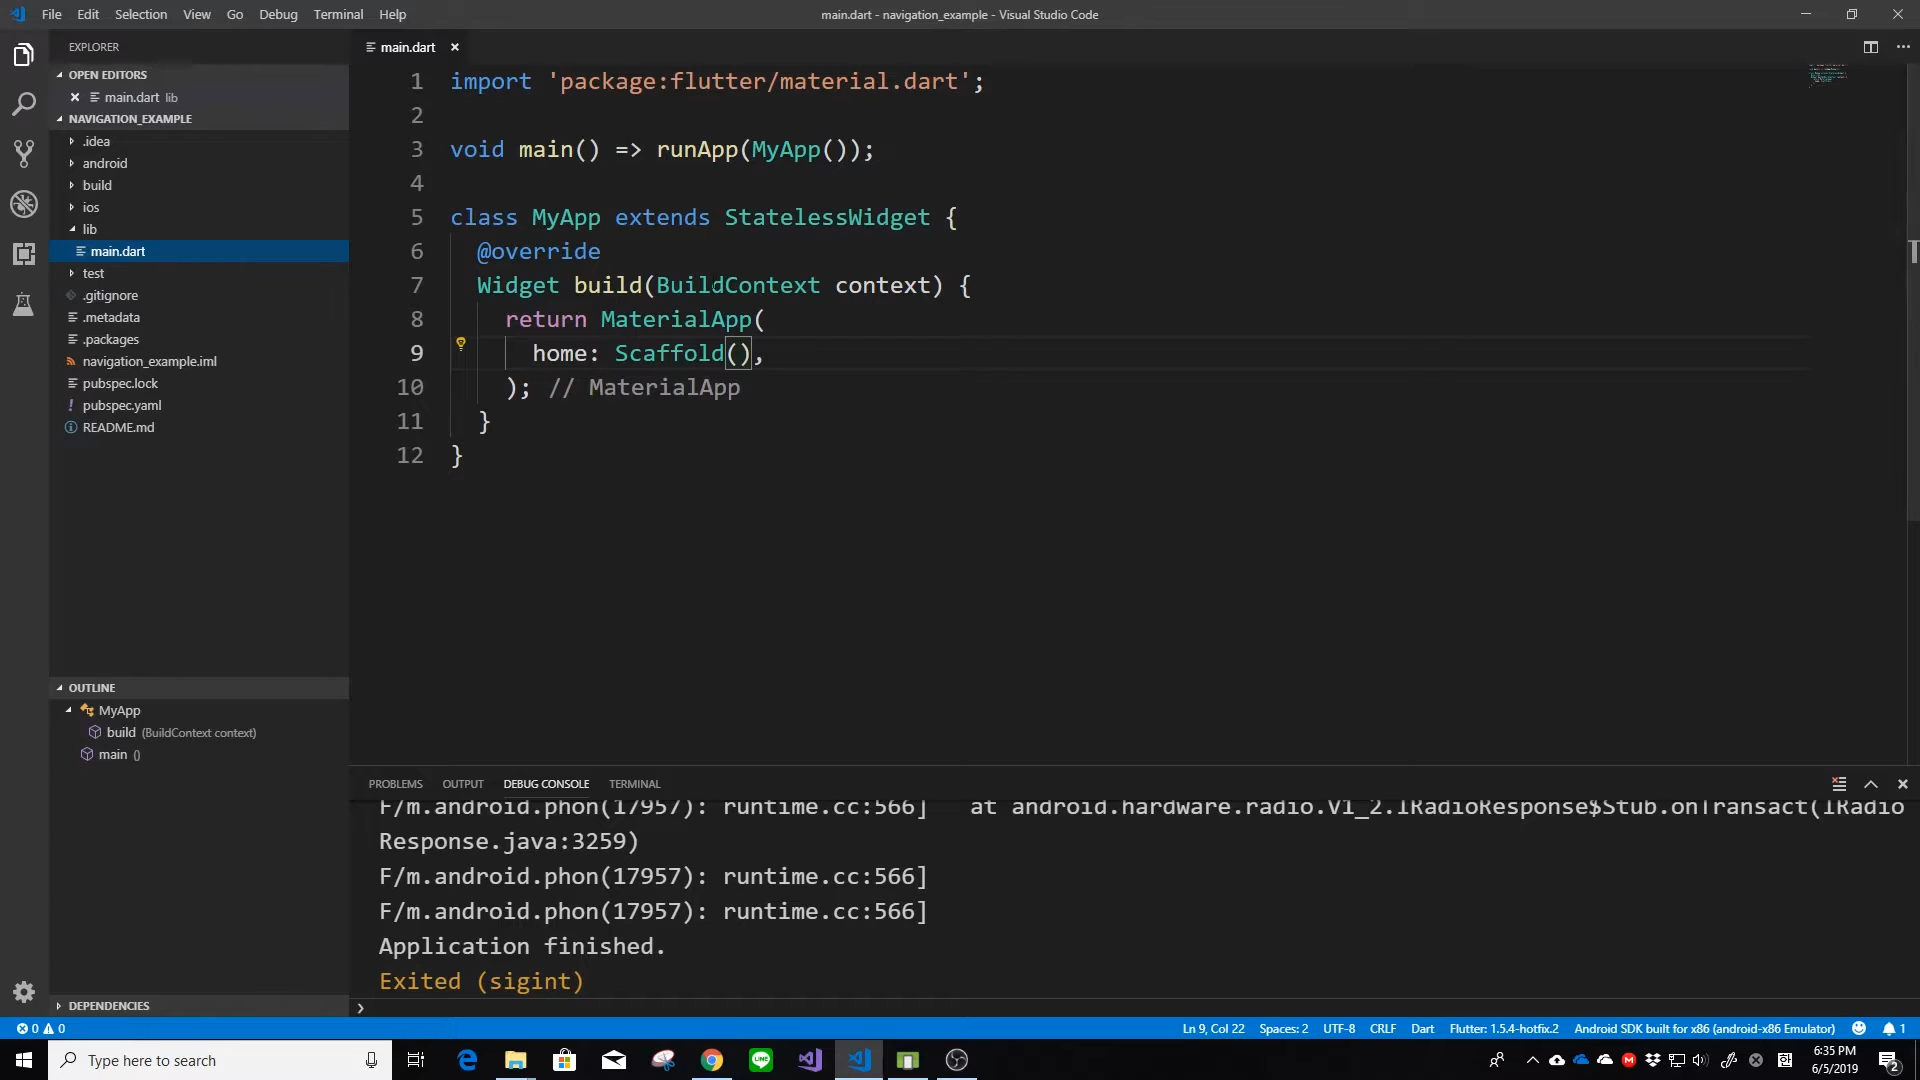 File Edit Selection View Go Debug Terminal Help
main.dart - navigation_example - Visual Studio Code
EXPLORER
OPEN EDITORS
main.dart lib
NAVIGATION_EXAMPLE
.idea
android
build
ios
lib
main.dart
test
.gitignore
.metadata
.packages
navigation_example.iml
pubspec.lock
pubspec.yaml
README.md
OUTLINE
MyApp
build (BuildContext context)
main ()
DEPENDENCIES
main.dart
1 import 'package:flutter/material.dart';
2
3 void main() => runApp(MyApp());
4
5 class MyApp extends StatelessWidget {
6 @override
7 Widget build(BuildContext context) {
8 return MaterialApp(
9 home: Scaffold(),
10 ); // MaterialApp
11 }
12 }
PROBLEMS OUTPUT DEBUG CONSOLE TERMINAL
F/m.android.phon(17957): runtime.cc:566] at android.hardware.radio.V1_2.IRadioResponse$Stub.onTransact(IRadio
Response.java:3259)
F/m.android.phon(17957): runtime.cc:566]
F/m.android.phon(17957): runtime.cc:566]
Application finished.
Exited (sigint)
0 0 Ln 9, Col 22 Spaces: 2 UTF-8 CRLF Dart Flutter: 1.5.4-hotfix.2 Android SDK built for x86 (android-x86 Emulator) 1
Type here to search
LINE
6:35 PM
6/5/2019
2